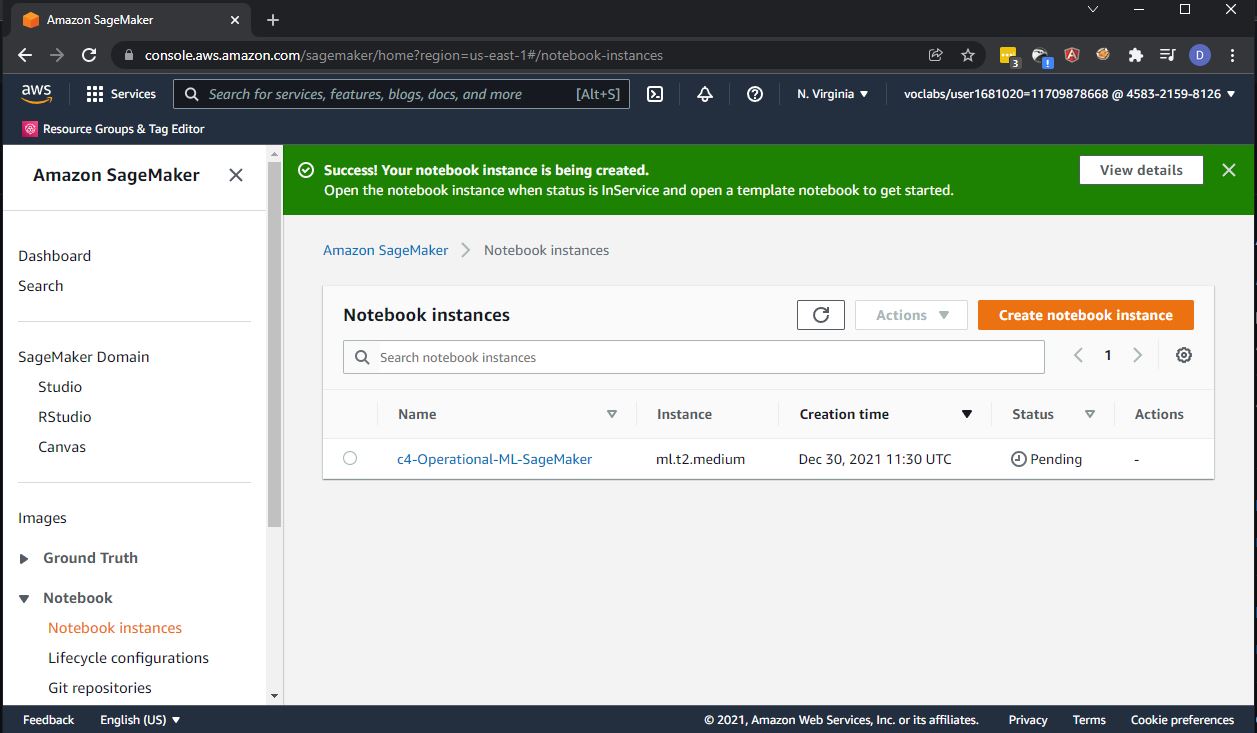 Amazon SageMaker
console.aws.amazon.com/sagemaker/home?region=us-east-1#/notebook-instances
3
!
D
aws
Services
Search for services, features, blogs, docs, and more [Alt+S]
N. Virginia
voclabs/user1681020=11709878668 @ 4583-2159-8126
Resource Groups & Tag Editor
Amazon SageMaker
Dashboard
Search
SageMaker Domain
Studio
RStudio
Canvas
Images
Ground Truth
Notebook
Notebook instances
Lifecycle configurations
Git repositories
Success! Your notebook instance is being created.
Open the notebook instance when status is InService and open a template notebook to get started.
View details
Amazon SageMaker Notebook instances
Notebook instances
Actions
Create notebook instance
Search notebook instances
1
Name Instance Creation time Status Actions
c4-Operational-ML-SageMaker ml.t2.medium Dec 30, 2021 11:30 UTC Pending -
Feedback English (US) © 2021, Amazon Web Services, Inc. or its affiliates. Privacy Terms Cookie preferences